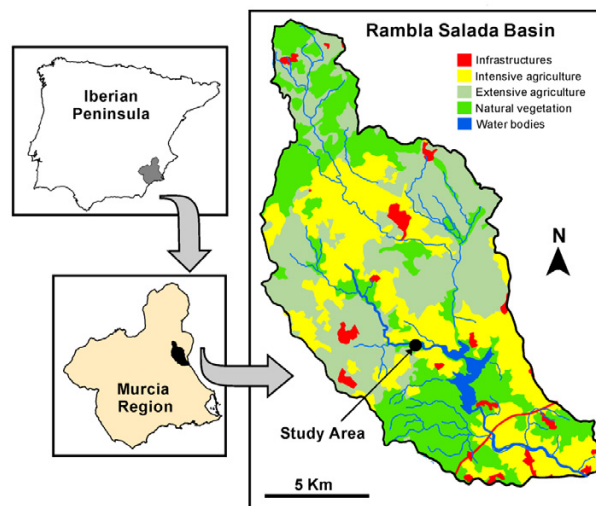 Rambla Salada Basin
Infrastructures
Intensive agriculture
Extensive agriculture
Natural vegetation
Water bodies
Iberian
Peninsula
N
Murcia
Region
Study Area
5 Km